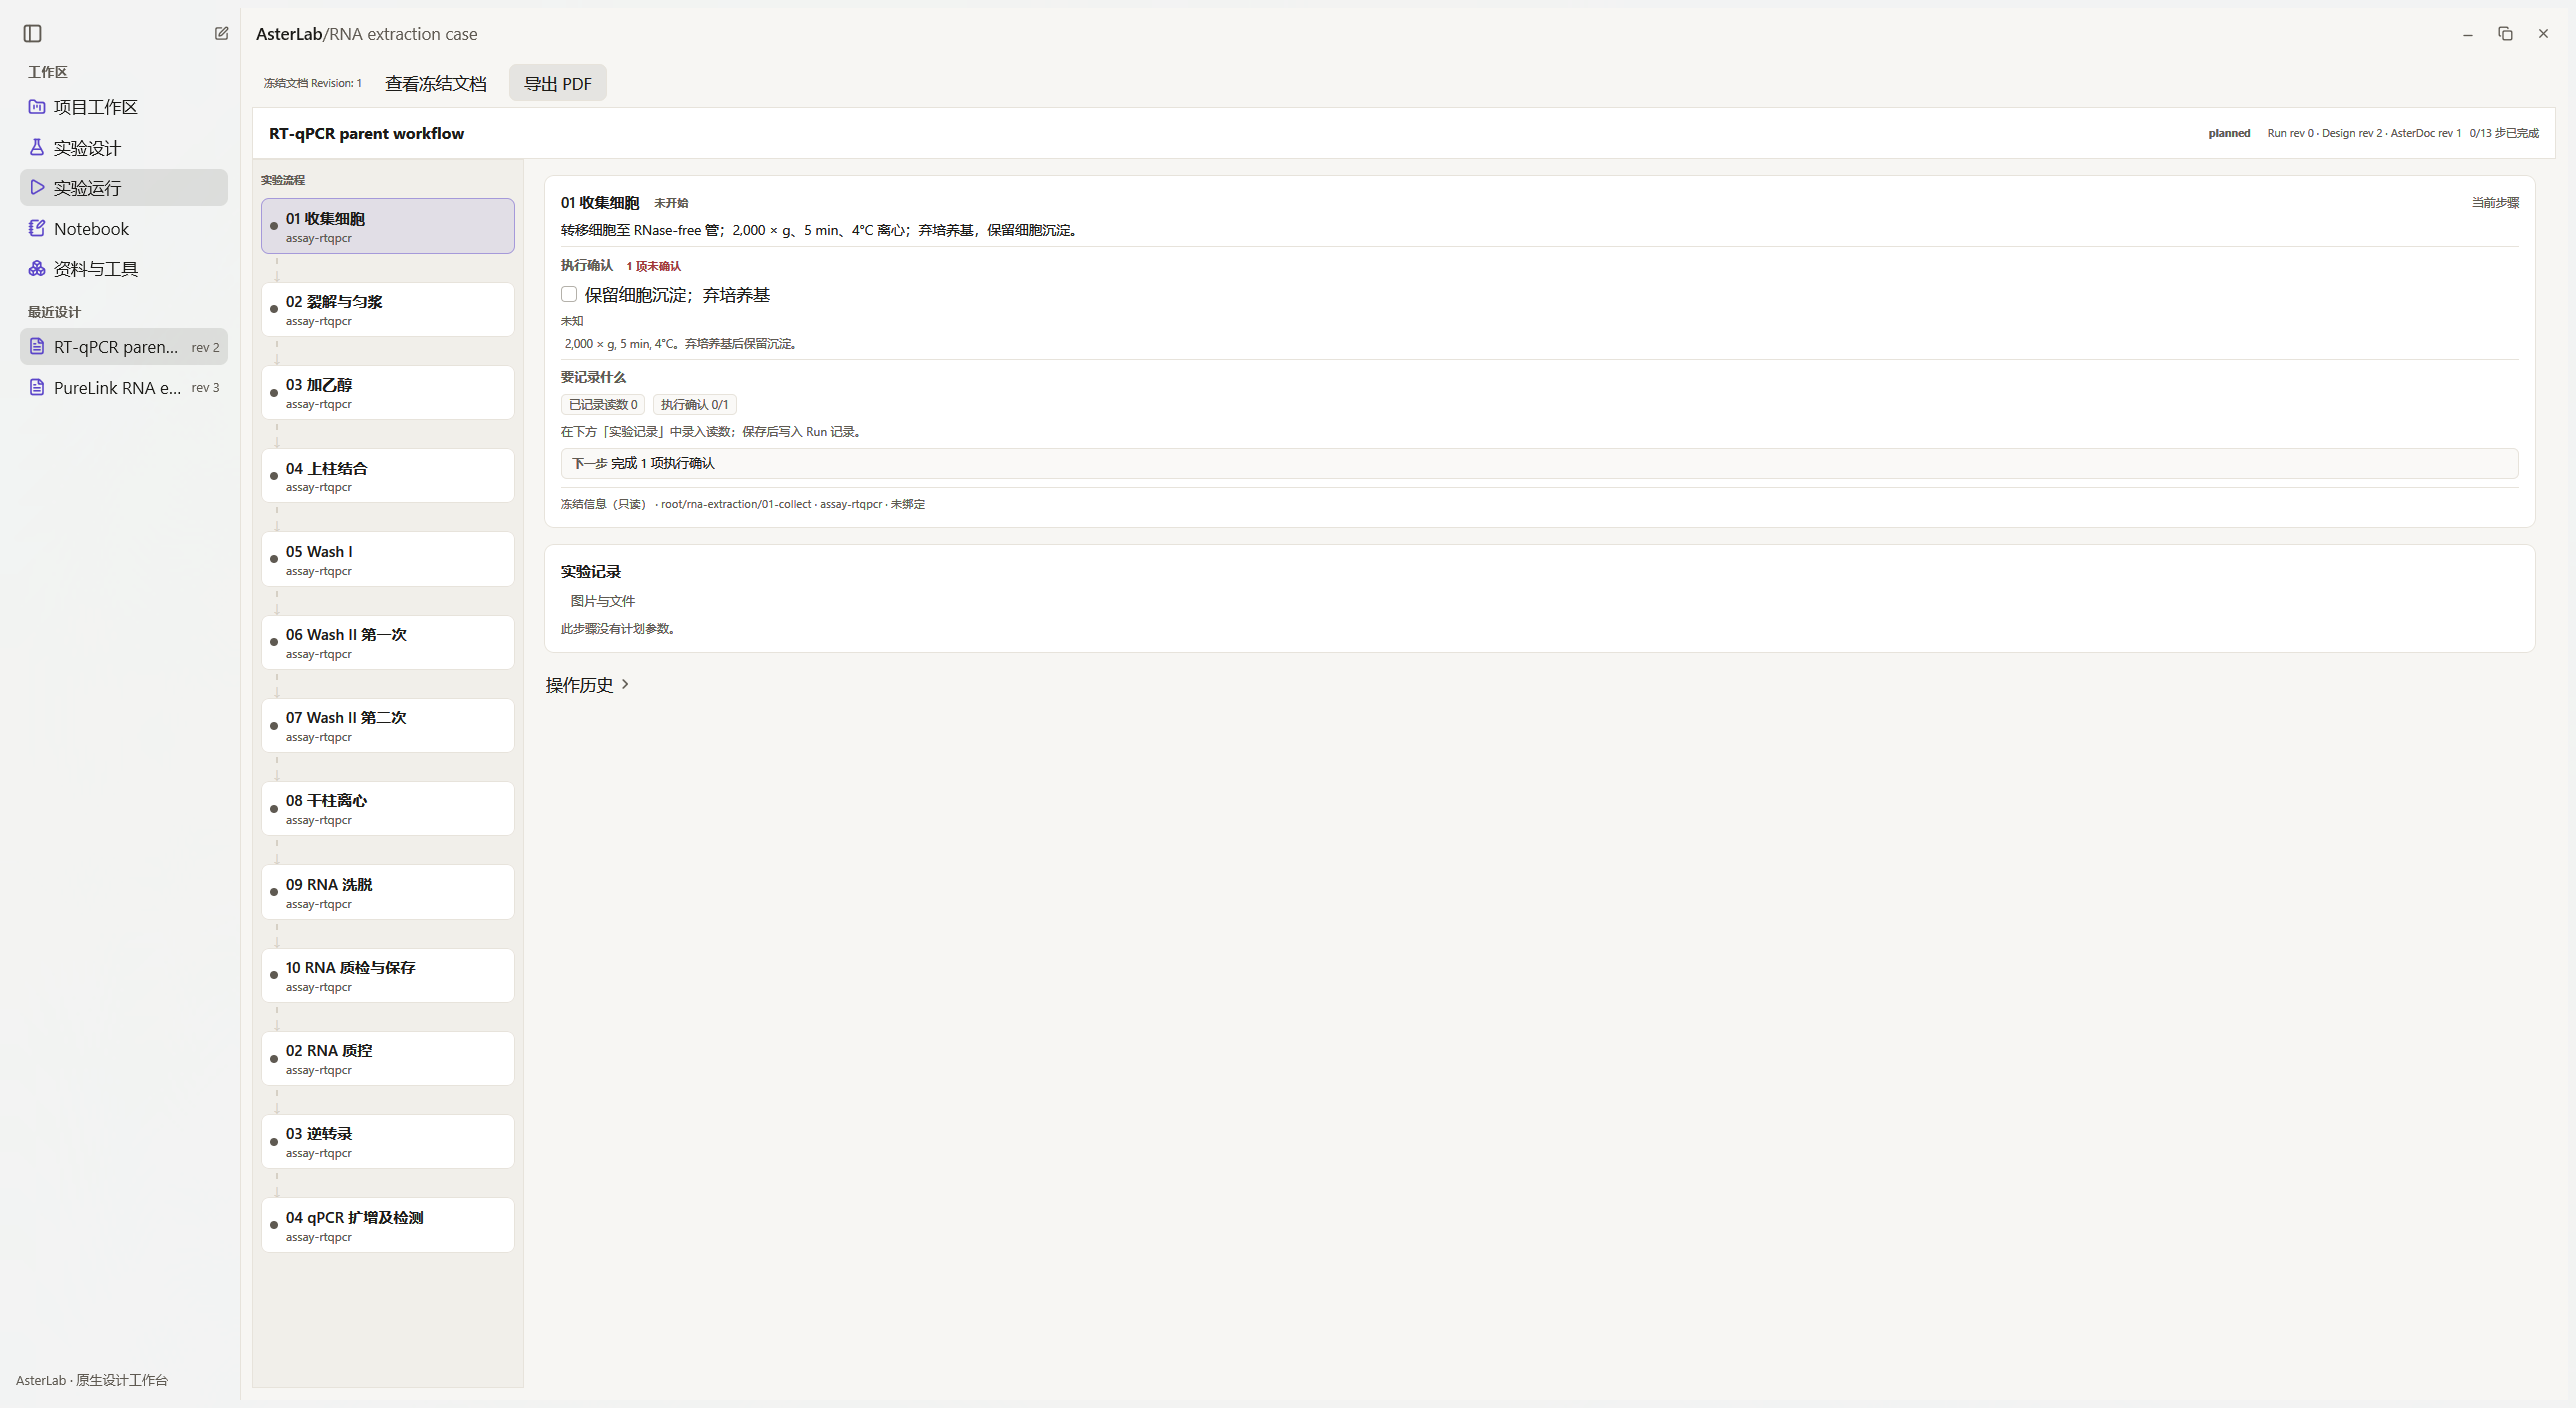 AsterLab/RNA extraction case
工作区
项目工作区
实验设计
实验运行
Notebook
资料与工具
最近设计
RT-qPCR paren... rev 2
PureLink RNA e... rev 3
AsterLab · 原生设计工作台
冻结文档 Revision: 1 查看冻结文档 导出 PDF
RT-qPCR parent workflow
planned Run rev 0 · Design rev 2 · AsterDoc rev 1 0/13 步已完成
实验流程
01 收集细胞
assay-rtqpcr
02 裂解与匀浆
assay-rtqpcr
03 加乙醇
assay-rtqpcr
04 上柱结合
assay-rtqpcr
05 Wash I
assay-rtqpcr
06 Wash II 第一次
assay-rtqpcr
07 Wash II 第二次
assay-rtqpcr
08 干柱离心
assay-rtqpcr
09 RNA 洗脱
assay-rtqpcr
10 RNA 质检与保存
assay-rtqpcr
02 RNA 质控
assay-rtqpcr
03 逆转录
assay-rtqpcr
04 qPCR 扩增及检测
assay-rtqpcr
01 收集细胞 未开始 当前步骤
转移细胞至 RNase-free 管；2,000 × g、5 min、4°C 离心；弃培养基，保留细胞沉淀。
执行确认 1 项未确认
保留细胞沉淀；弃培养基
未知
2,000 × g, 5 min, 4°C。弃培养基后保留沉淀。
要记录什么
已记录读数 0 执行确认 0/1
在下方「实验记录」中录入读数；保存后写入 Run 记录。
下一步 完成 1 项执行确认
冻结信息（只读） · root/rna-extraction/01-collect · assay-rtqpcr · 未绑定
实验记录
图片与文件
此步骤没有计划参数。
操作历史